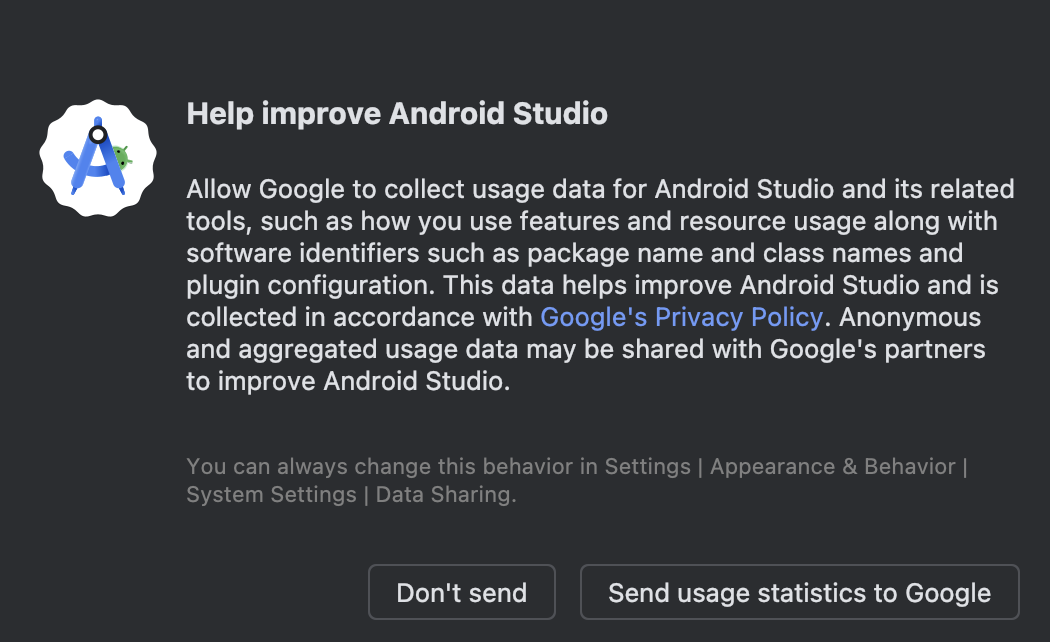 Help improve Android Studio
Allow Google to collect usage data for Android Studio and its related
tools, such as how you use features and resource usage along with
software identifiers such as package name and class names and
plugin configuration. This data helps improve Android Studio and is
collected in accordance with Google's Privacy Policy. Anonymous
and aggregated usage data may be shared with Google's partners
to improve Android Studio.
You can always change this behavior in Settings | Appearance & Behavior |
System Settings | Data Sharing.
Don't send
Send usage statistics to Google